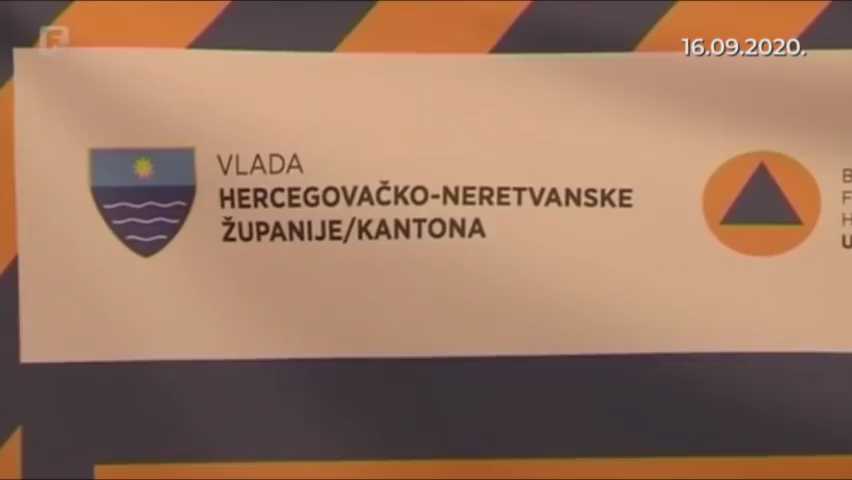 16.09.2020.
VLADA
HERCEGOVAČKO-NERETVANSKE
ŽUPANIJE/KANTONA
B
F
H
U